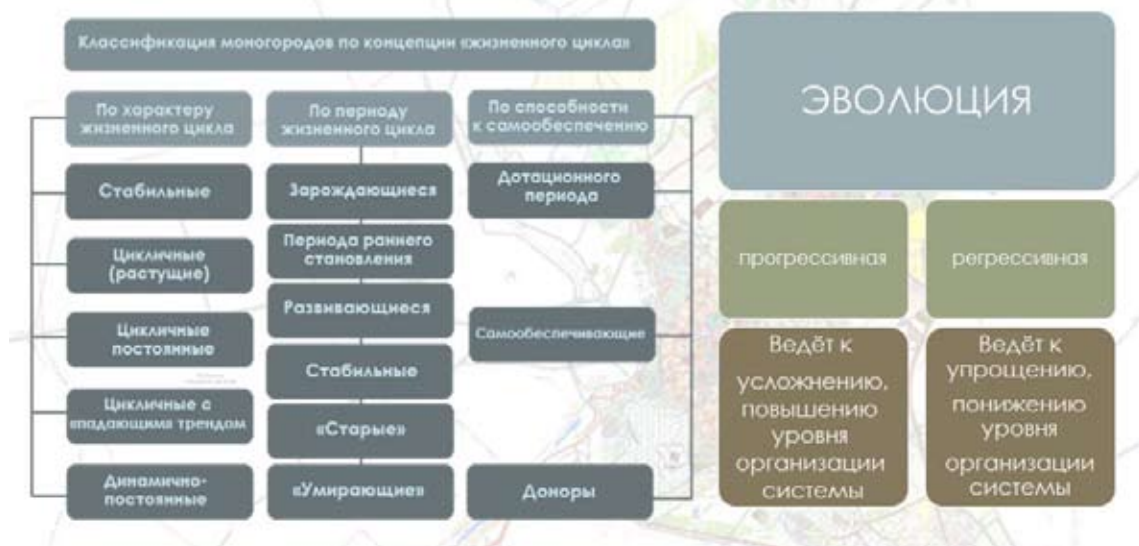 Классификация моногородов по концепции «жизненного цикла»
По характеру
жизненного цикла
Стабильные
Цикличные
(растущие)
Цикличные
постоянные
Цикличные с
«падающим» трендом
Динамично-
постоянные
По периоду
жизненного цикла
Зарождающиеся
Периода раннего
становления
Развивающиеся
Стабильные
«Старые»
«Умирающие»
По способности
к самообеспечению
Дотационного
периода
Самообеспечивающие
Доноры
ЭВОЛЮЦИЯ
прогрессивная
Ведёт к
усложнению,
повышению
уровня
организации
системы
регрессивная
Ведёт к
упрощению,
понижению
уровня
организации
системы